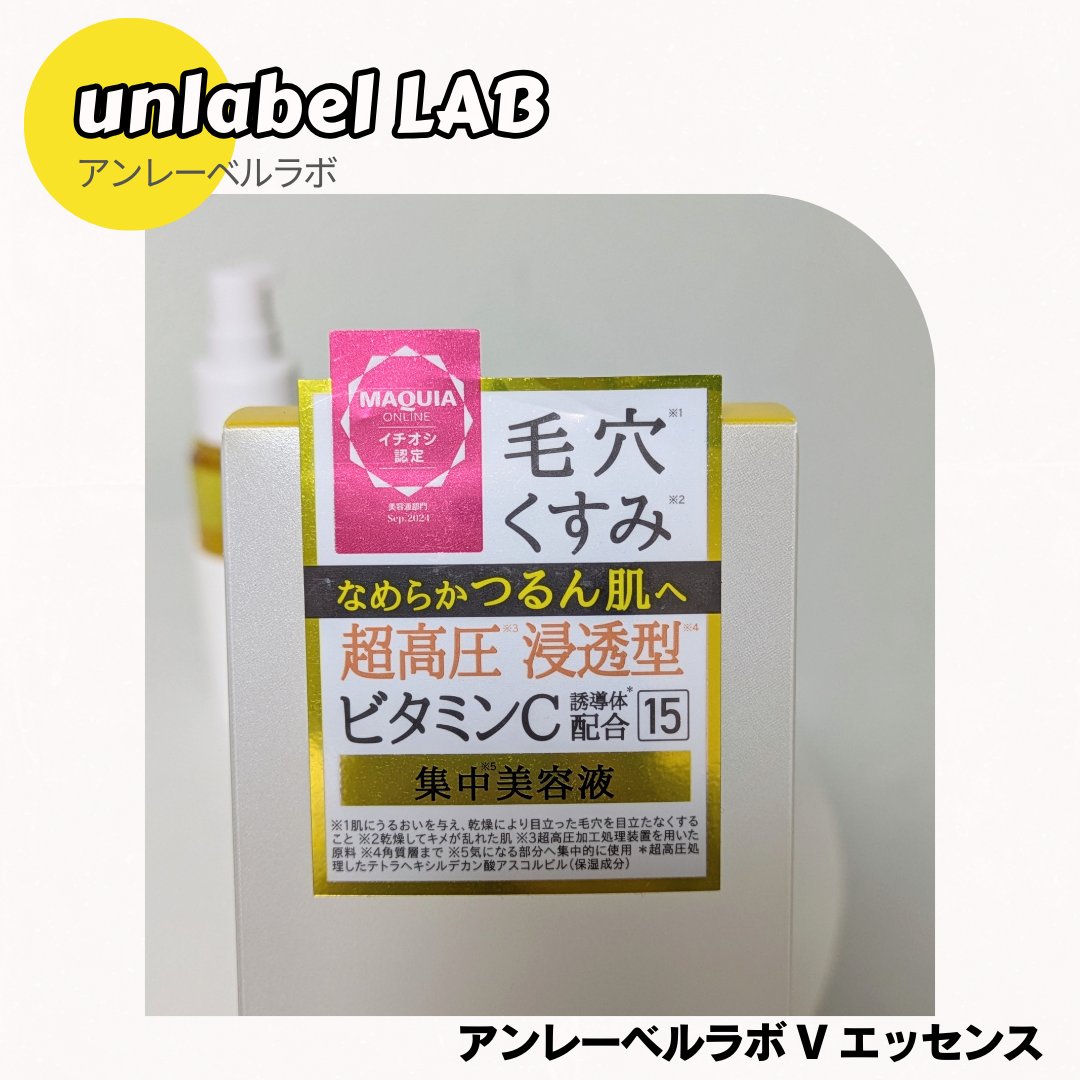 unlabel LAB
アンレーベルラボ
MAQUIA
ONLINE
イチオシ
認定
美容液部門
Sep.2024
毛穴※1
くすみ※2
なめらかつるん肌へ
超高圧※3 浸透型※4
ビタミンC誘導体*配合 15
集中※5美容液
※1肌にうるおいを与え、乾燥により目立った毛穴を目立たなくする
こと ※2乾燥してキメが乱れた肌 ※3超高圧加工処理装置を用いた
原料 ※4角質層まで ※5気になる部分へ集中的に使用 *超高圧処
理したテトラヘキシルデカン酸アスコルビル（保湿成分）
アンレーベルラボ V エッセンス